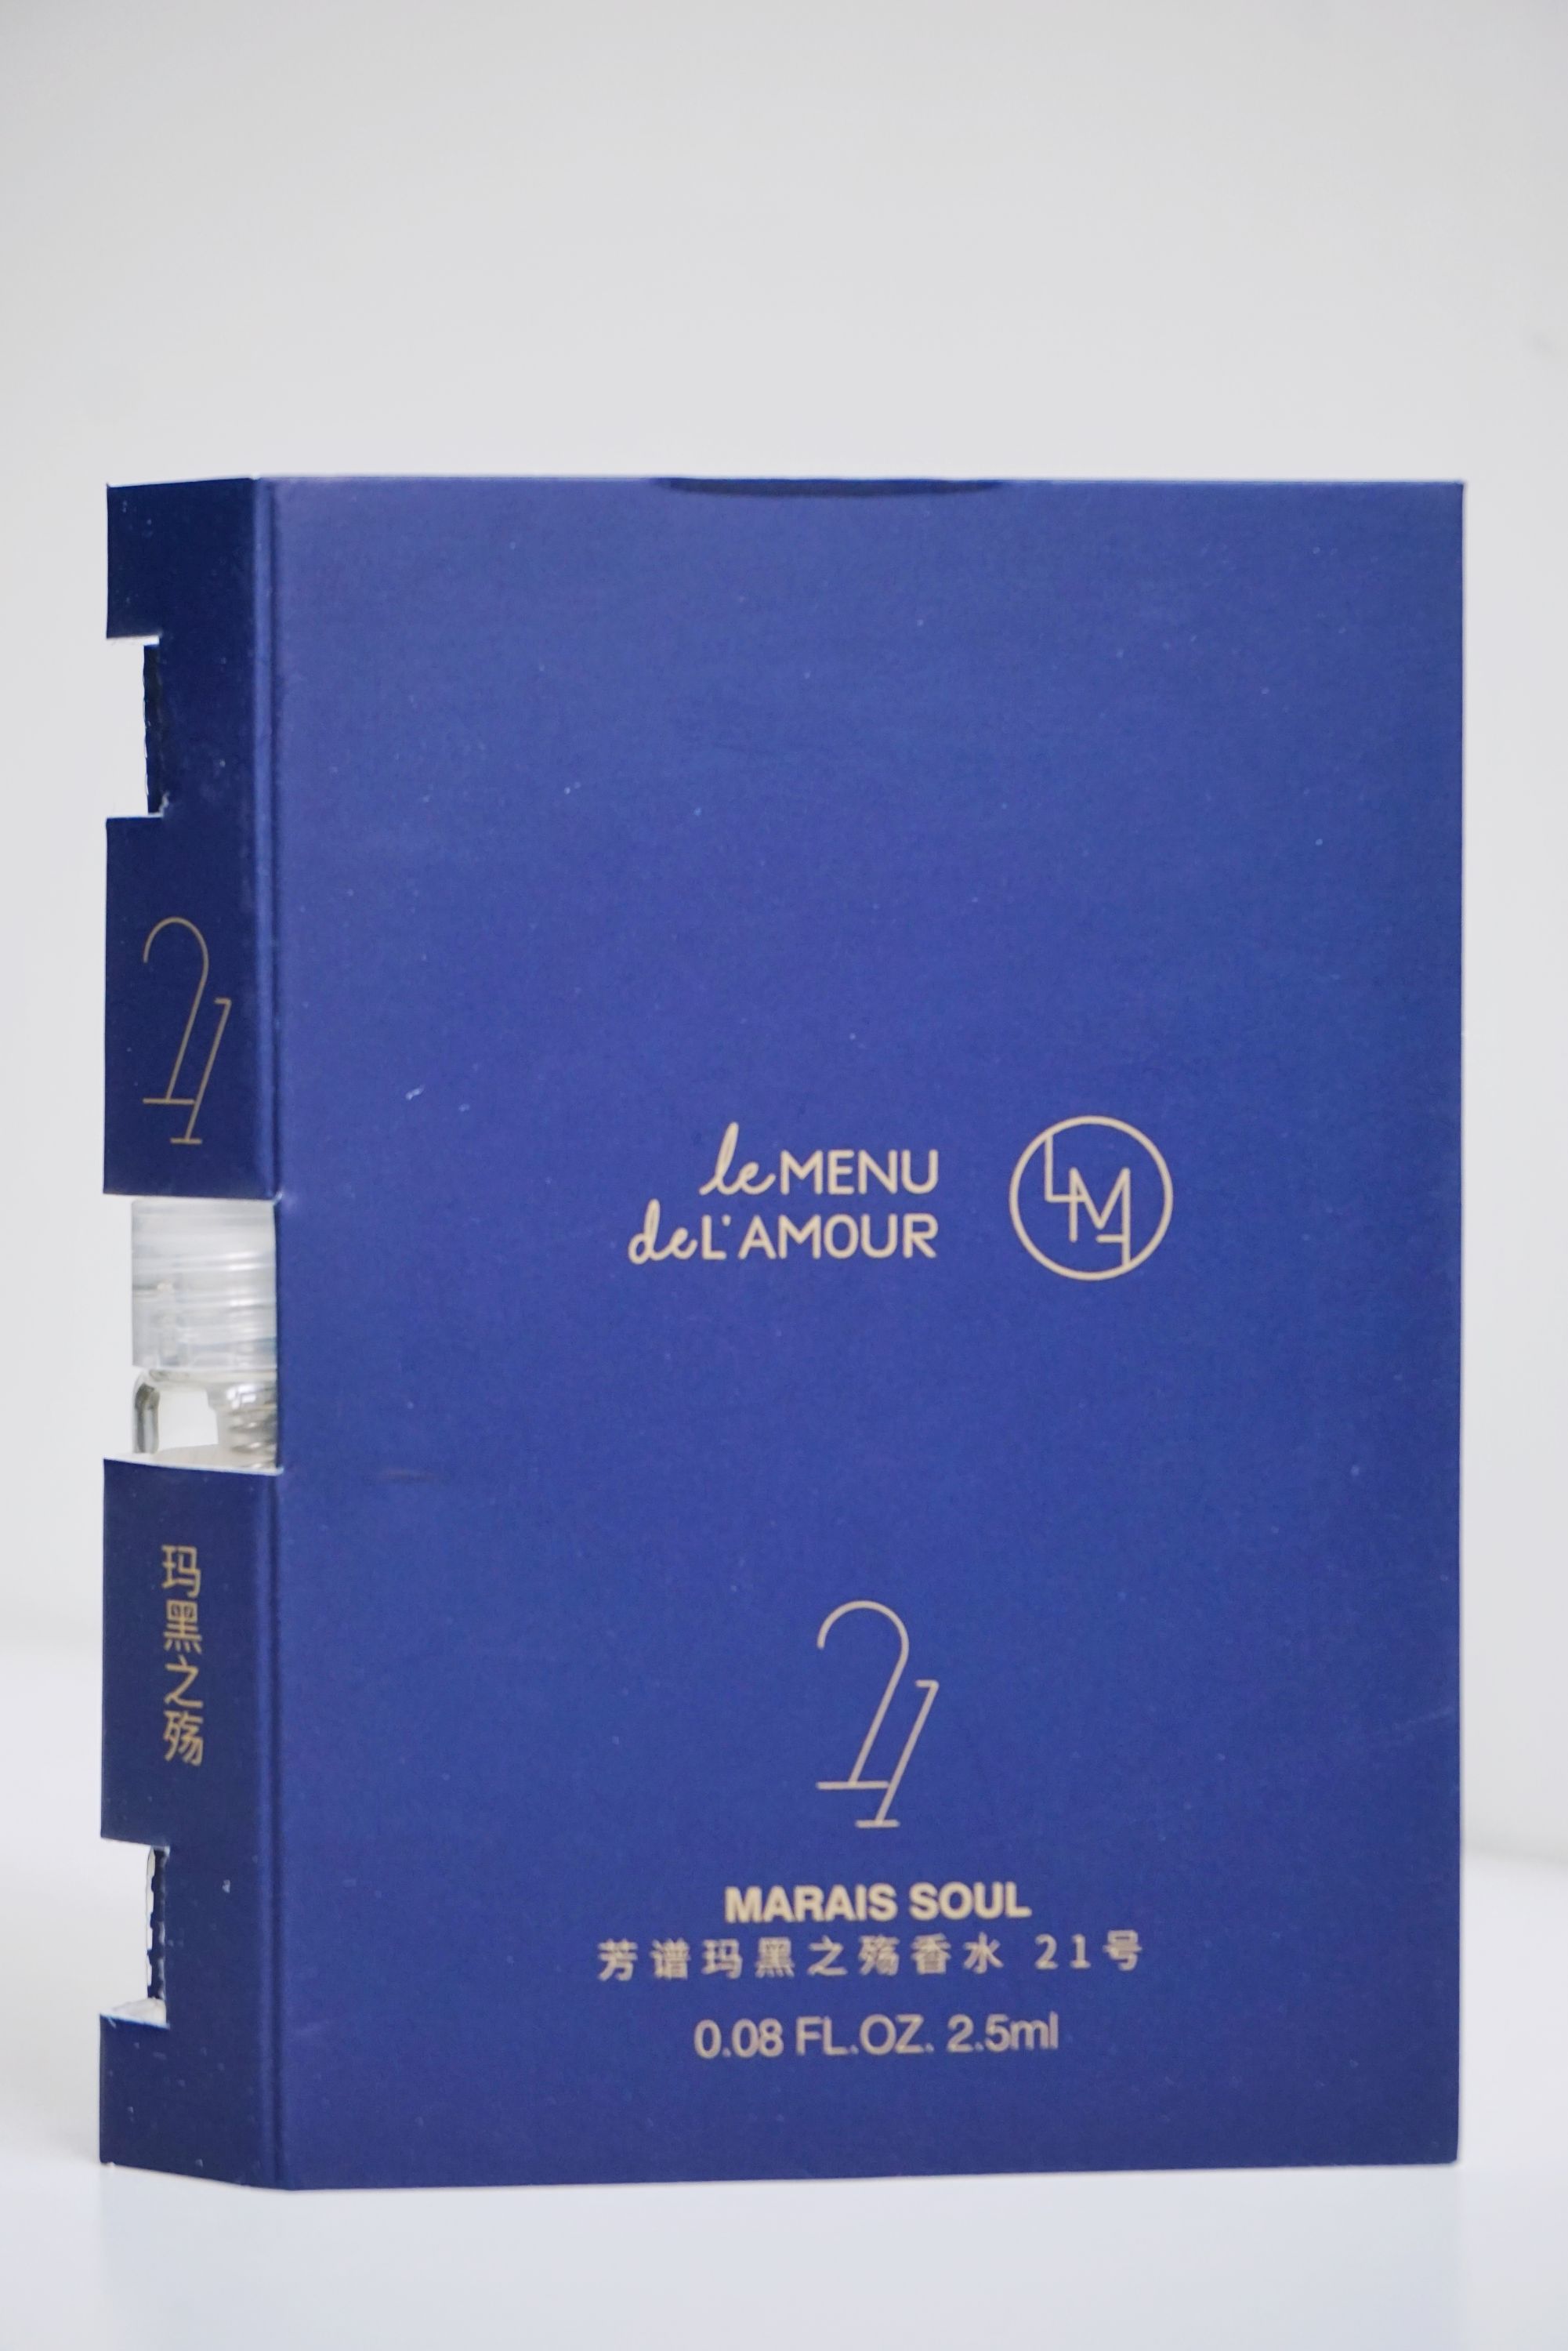 21
玛黑之殇
le MENU
de L'AMOUR
LM
21
MARAIS SOUL
芳谱玛黑之殇香水 21号
0.08 FL.OZ. 2.5ml